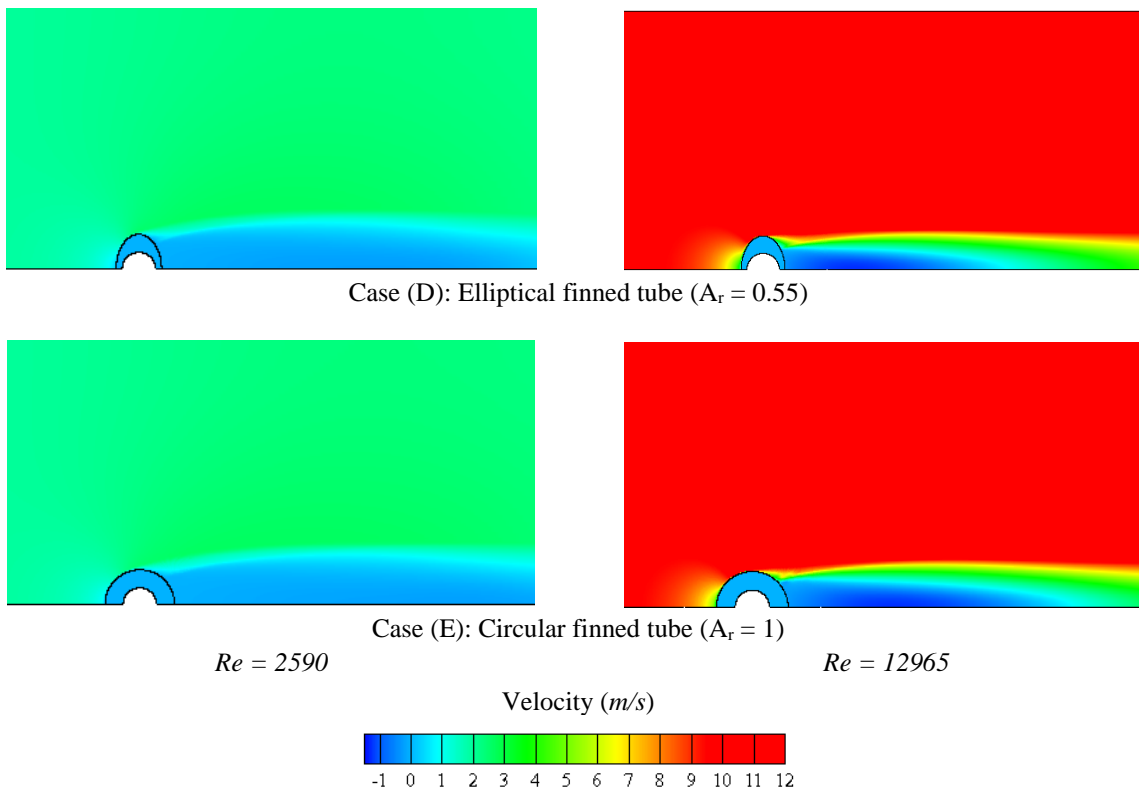 Case (D): Elliptical finned tube (Aᵣ = 0.55)
Case (E): Circular finned tube (Aᵣ = 1)
Re = 2590
Re = 12965
Velocity (m/s)
-1 0 1 2 3 4 5 6 7 8 9 10 11 12